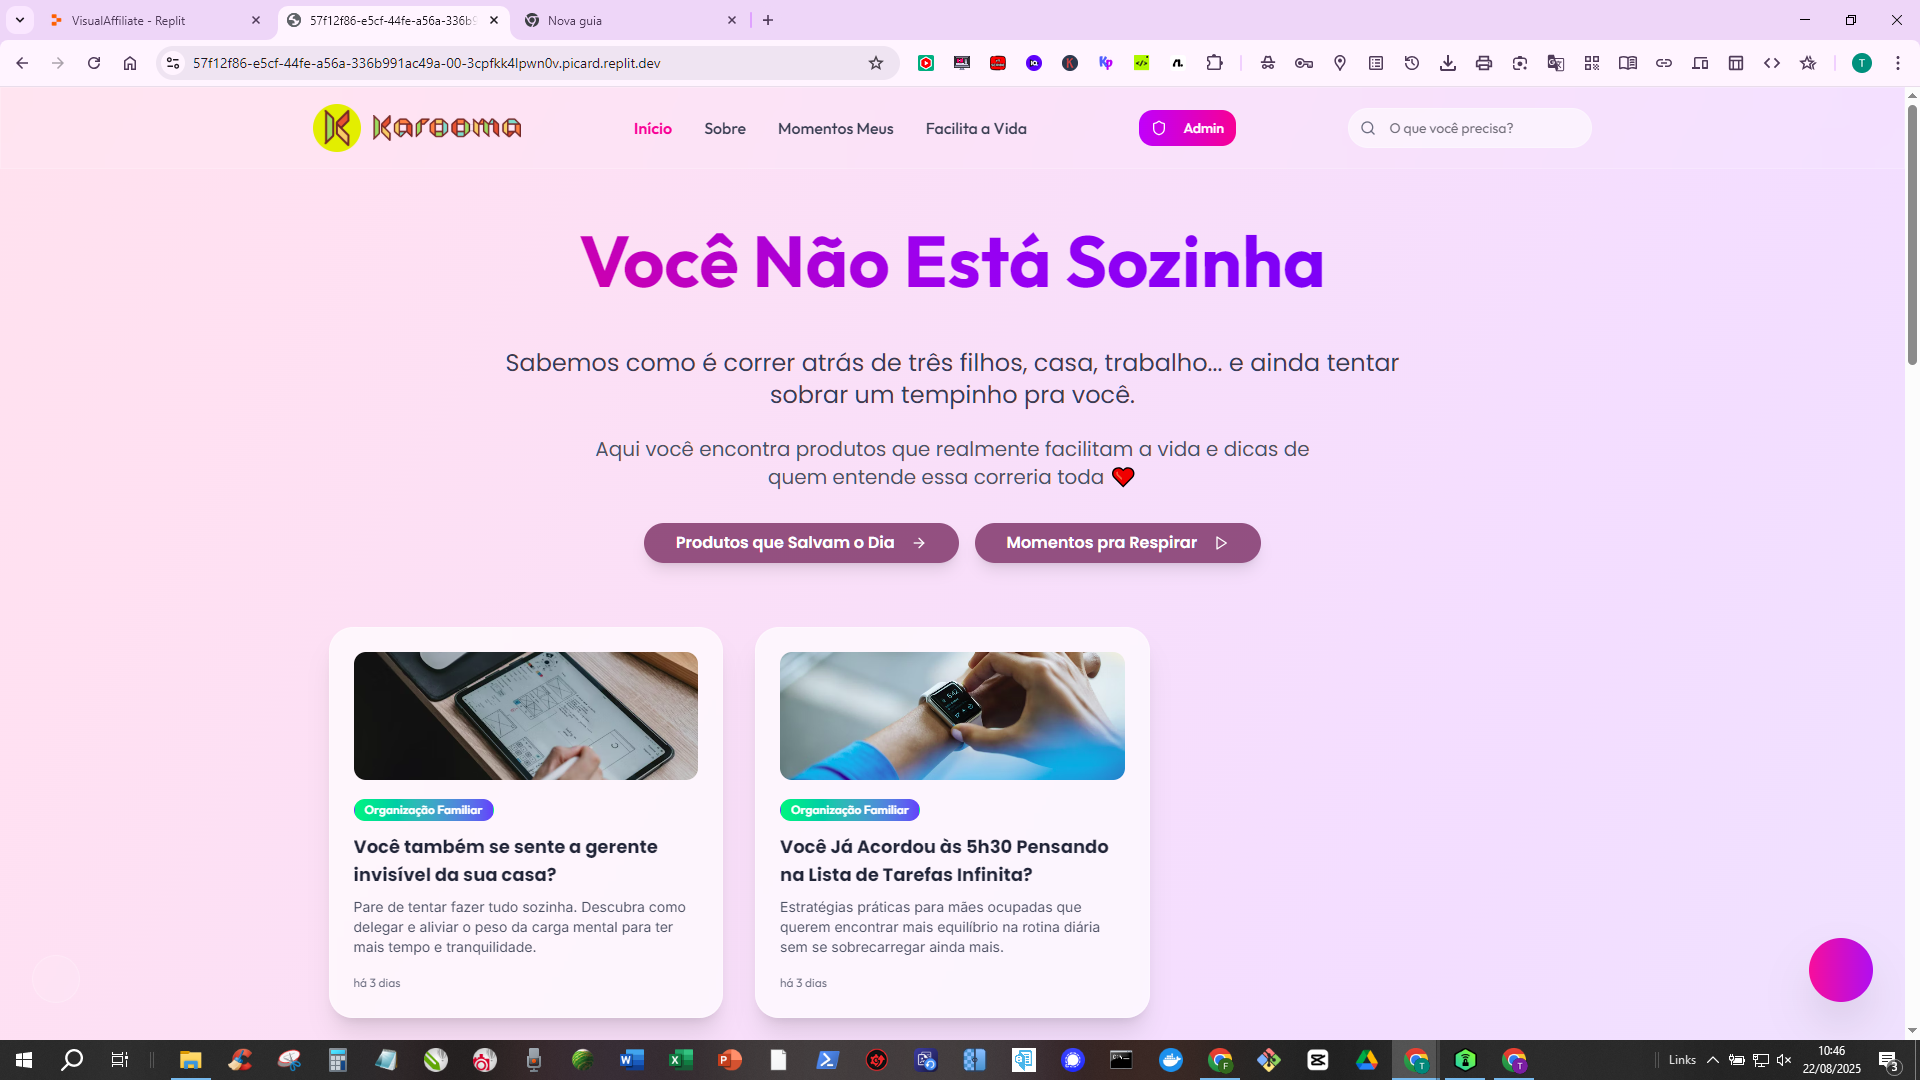 VisualAffiliate - Replit
57f12f86-e5cf-44fe-a56a-336b9
Nova guia
57f12f86-e5cf-44fe-a56a-336b991ac49a-00-3cpfkk4lpwn0v.picard.replit.dev
Karooma
Início
Sobre
Momentos Meus
Facilita a Vida
Admin
O que você precisa?
Você Não Está Sozinha
Sabemos como é correr atrás de três filhos, casa, trabalho... e ainda tentar
sobrar um tempinho pra você.
Aqui você encontra produtos que realmente facilitam a vida e dicas de
quem entende essa correria toda ❤️
Produtos que Salvam o Dia
Momentos pra Respirar
Organização Familiar
Você também se sente a gerente
invisível da sua casa?
Pare de tentar fazer tudo sozinha. Descubra como
delegar e aliviar o peso da carga mental para ter
mais tempo e tranquilidade.
há 3 dias
Organização Familiar
Você Já Acordou às 5h30 Pensando
na Lista de Tarefas Infinita?
Estratégias práticas para mães ocupadas que
querem encontrar mais equilíbrio na rotina diária
sem se sobrecarregar ainda mais.
há 3 dias
Links
10:46
22/08/2025
3